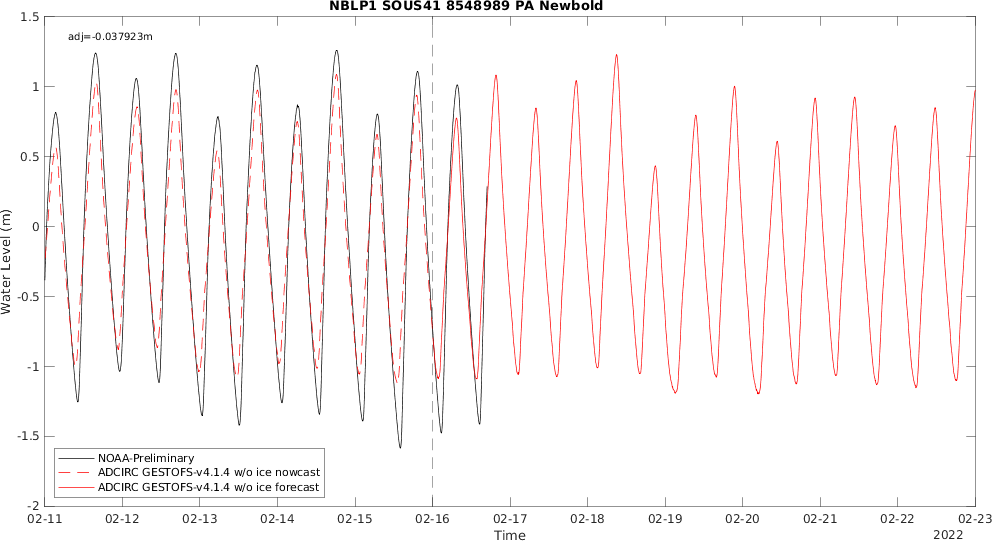 NBLP1 SOUS41 8548989 PA Newbold
adj=-0.037923m
1.5
1
0.5
0
-0.5
-1
-1.5
-2
Water Level (m)
NOAA-Preliminary
ADCIRC GESTOFS-v4.1.4 w/o ice nowcast
ADCIRC GESTOFS-v4.1.4 w/o ice forecast
02-11 02-12 02-13 02-14 02-15 02-16 02-17 02-18 02-19 02-20 02-21 02-22 02-23
Time
2022